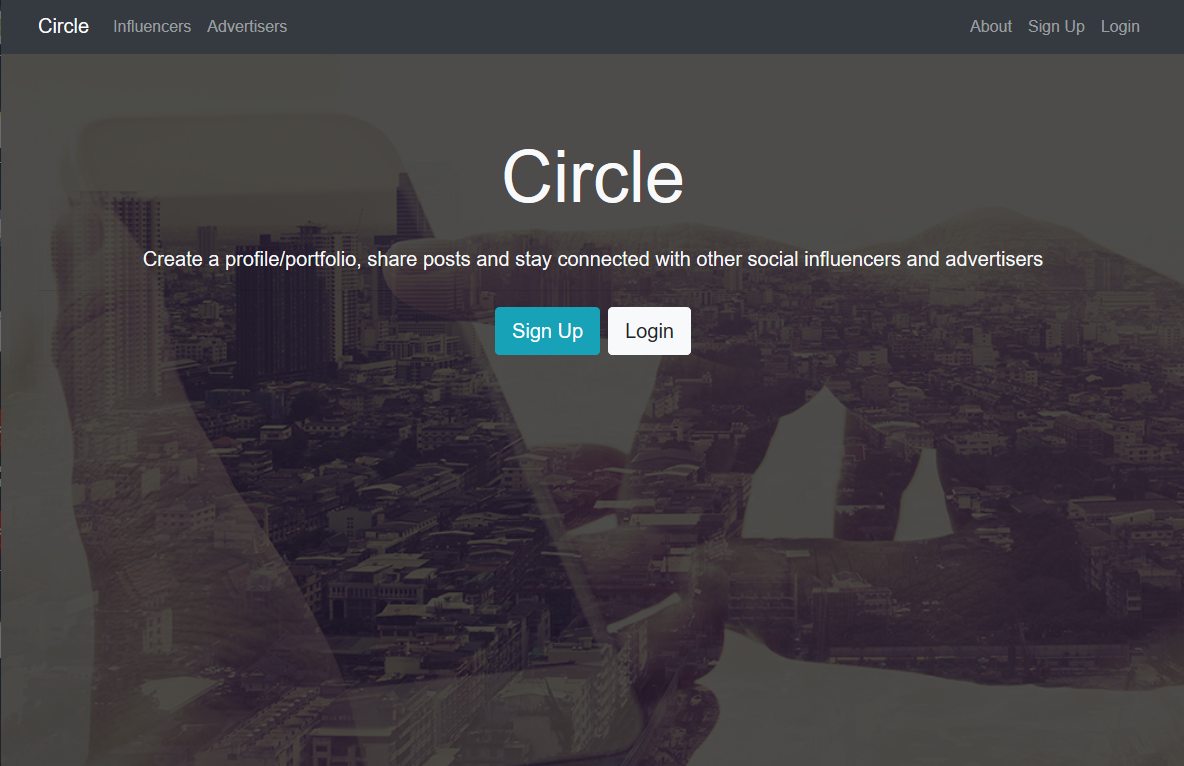 Circle Influencers Advertisers About Sign Up Login
Circle
Create a profile/portfolio, share posts and stay connected with other social influencers and advertisers
Sign Up Login